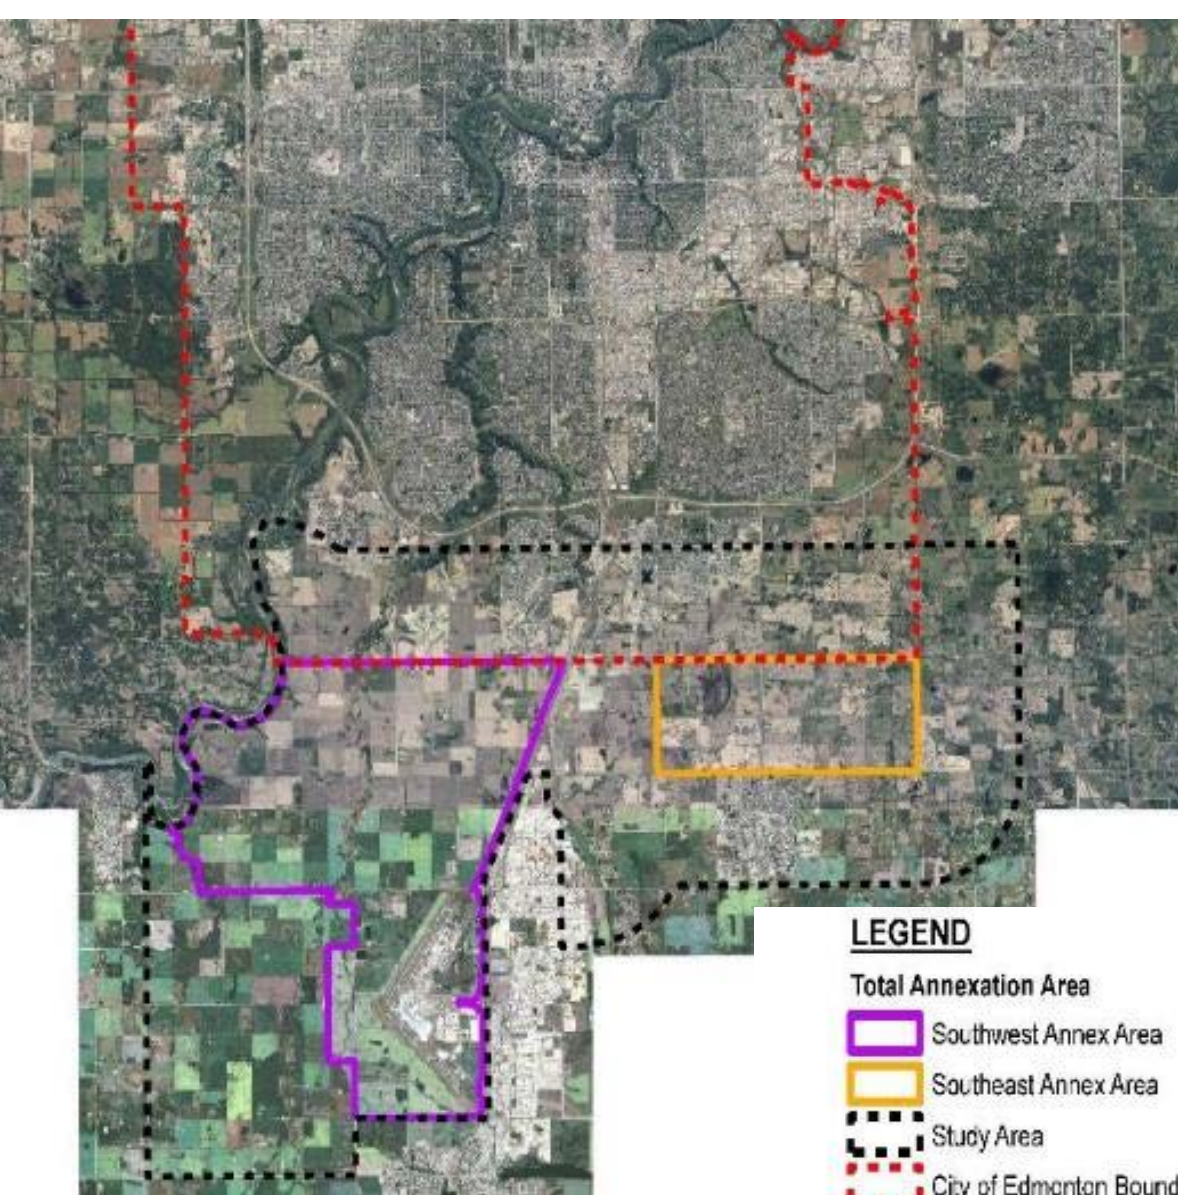 LEGEND
Total Annexation Area
Southwest Annex Area
Southeast Annex Area
Study Area
City of Edmonton Bound